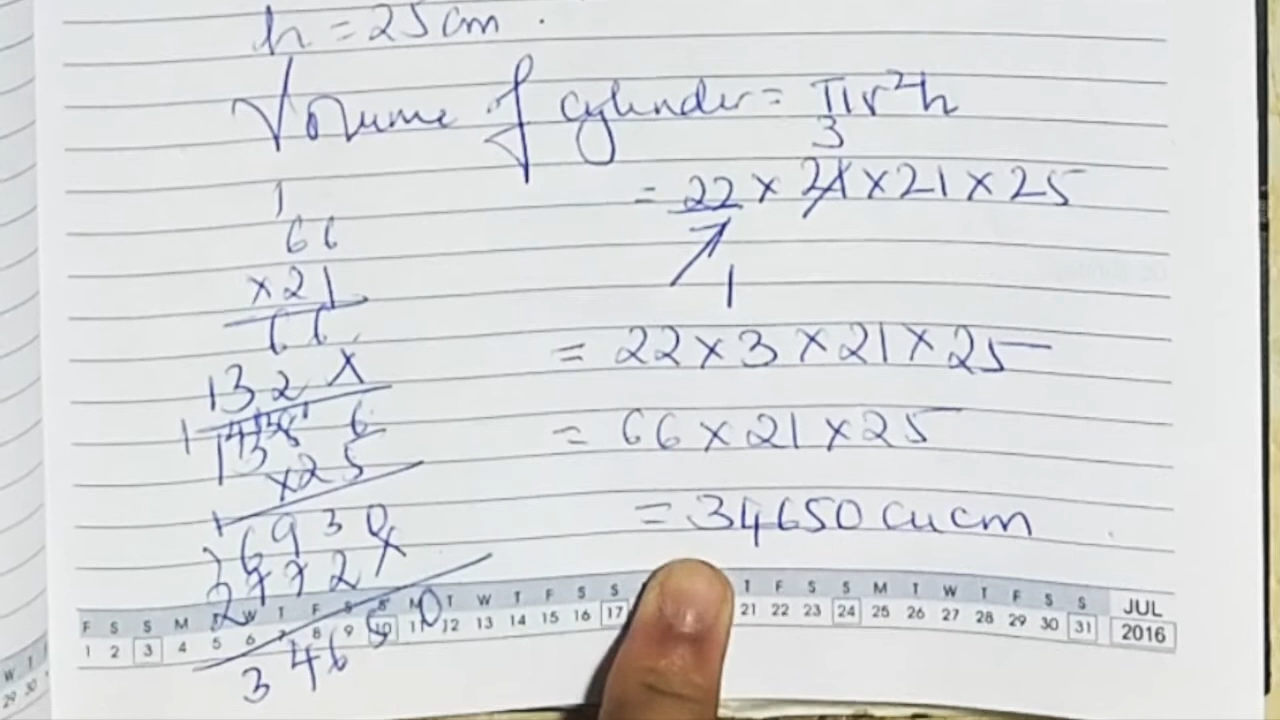 h = 25 cm .
Volume of cylinder = πr²h
3
= 22 × 21 × 21 × 25
1
= 22 × 3 × 21 × 25
= 66 × 21 × 25
= 34650 cu cm
1
66
×21
66
132×
1386
×25
6930
2772×
34650
F S S M T W T F S S M T W T F S S T F S S M T W T F S S
1 2 3 4 5 6 7 8 9 10 11 12 13 14 15 16 17 21 22 23 24 25 26 27 28 29 30 31
JUL
2016
W T
29 30